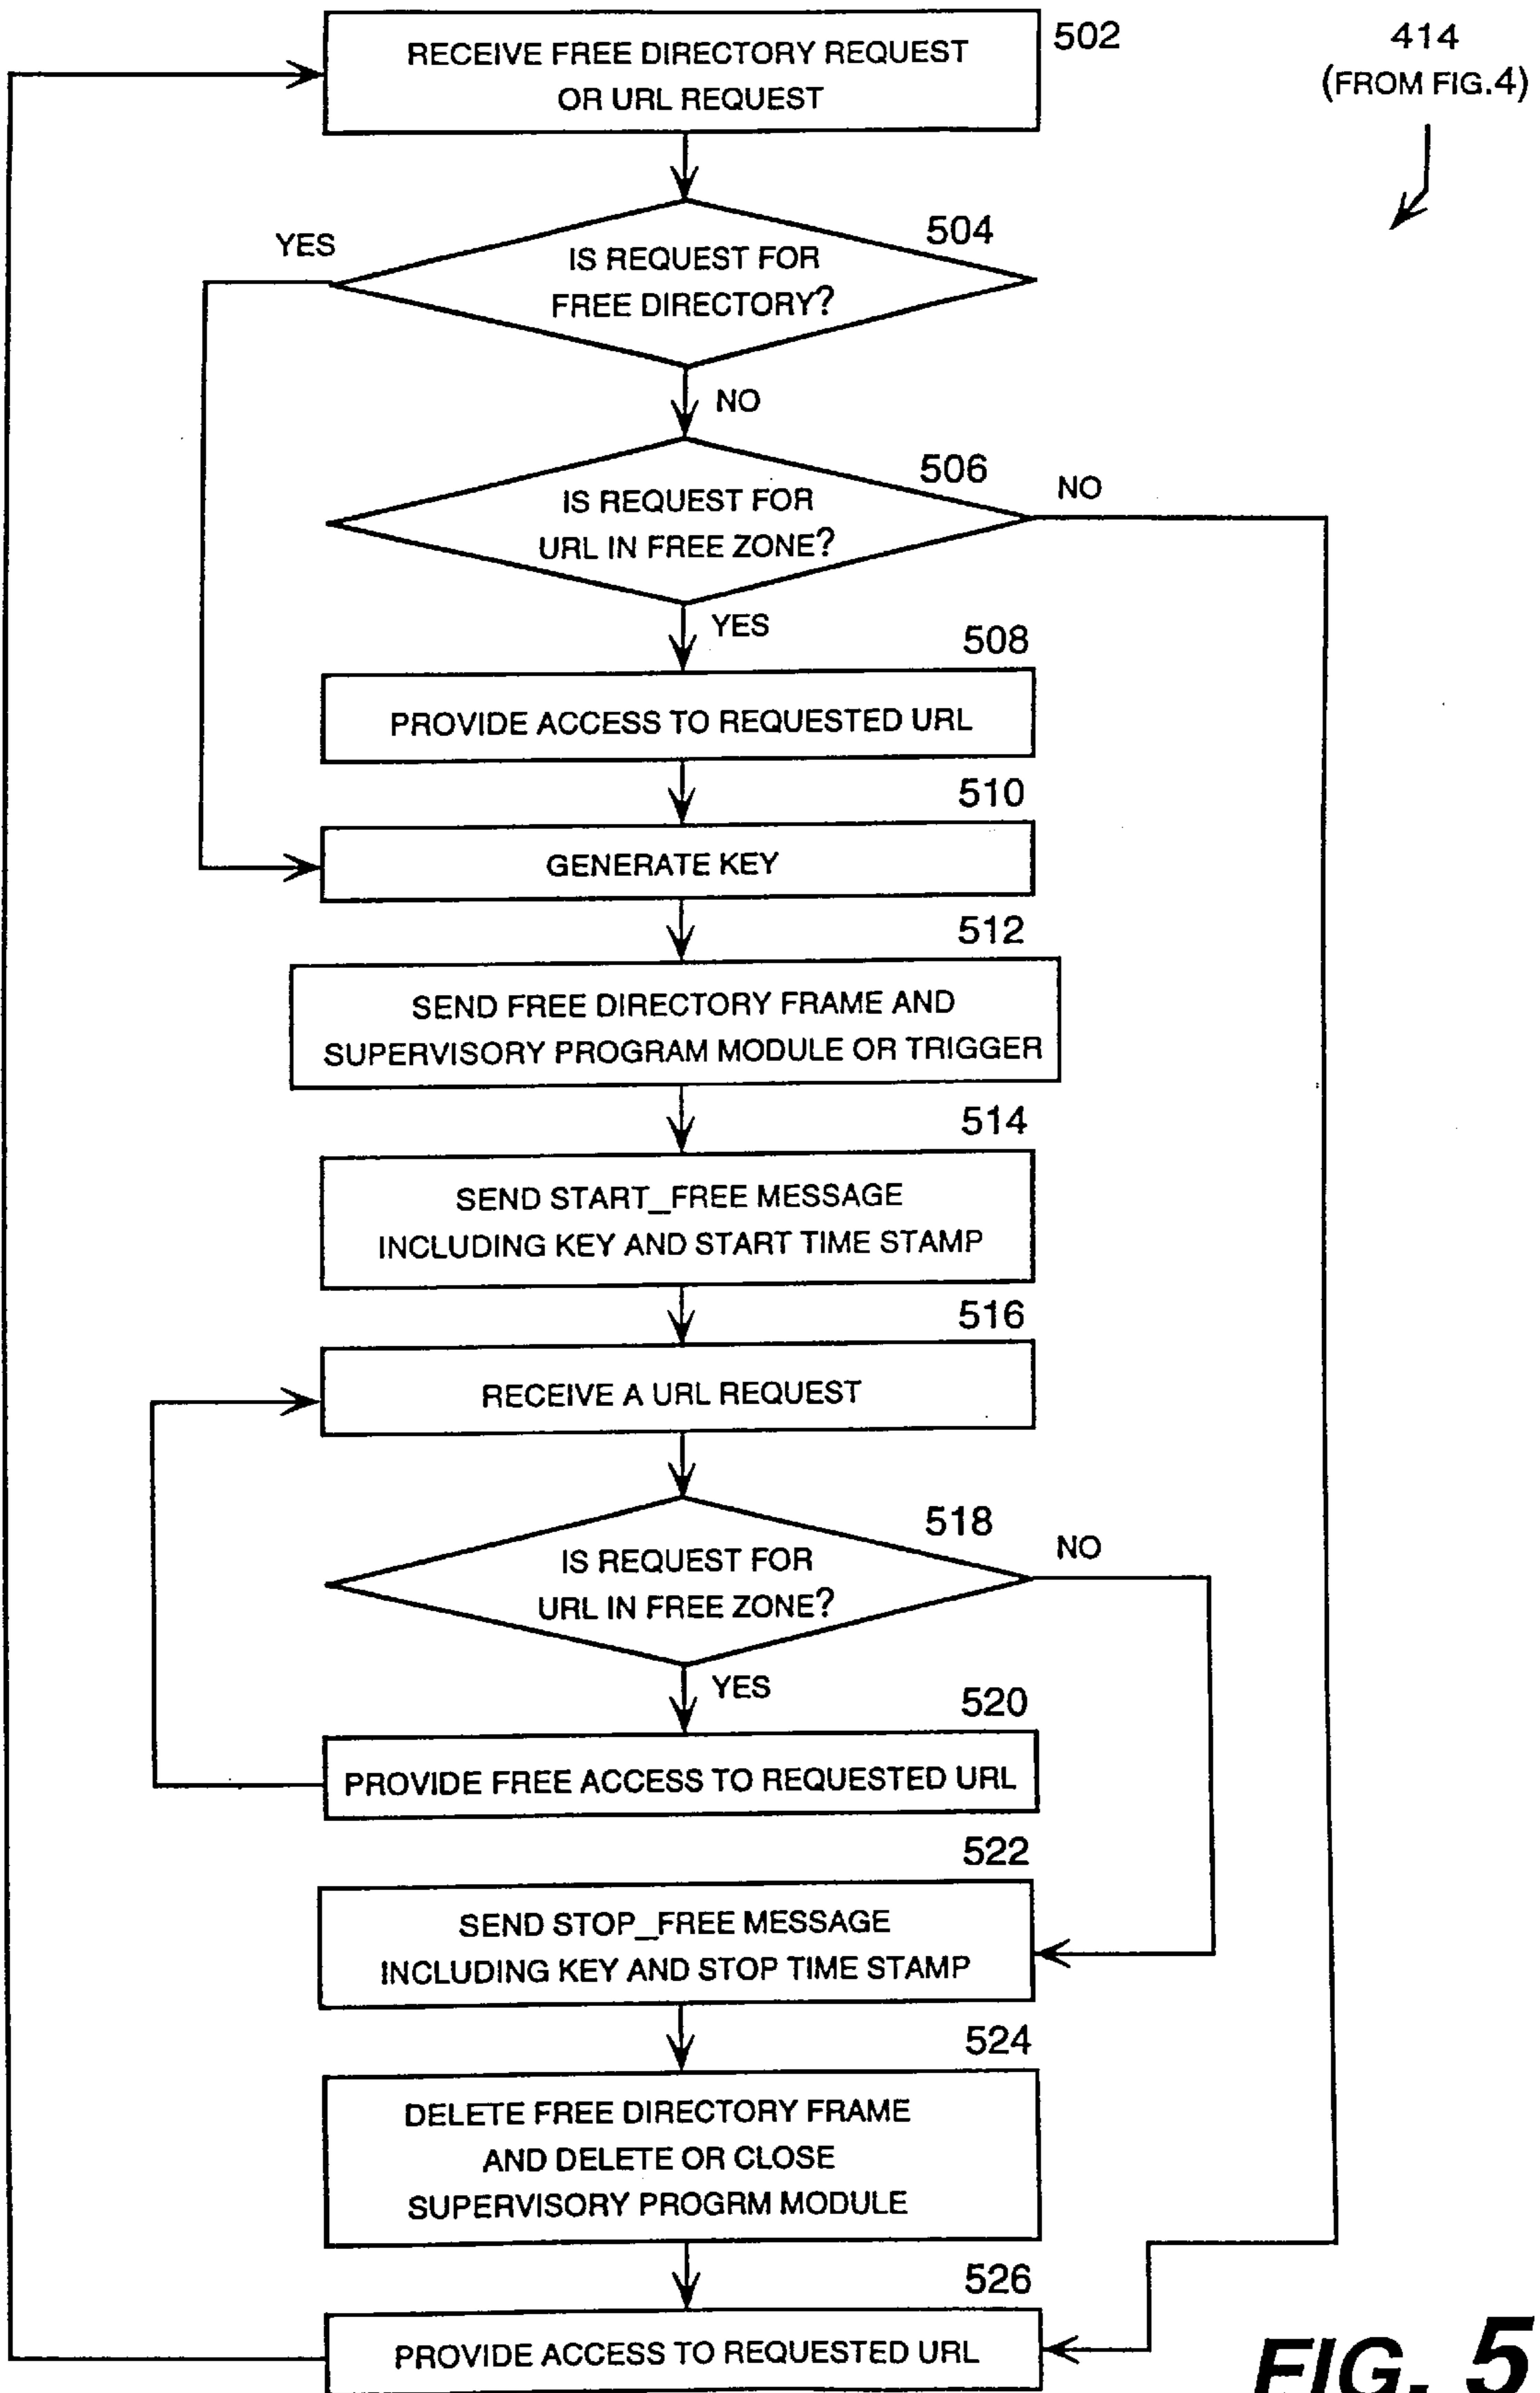 RECEIVE FREE DIRECTORY REQUEST
OR URL REQUEST
502
414
(FROM FIG.4)
504
YES
IS REQUEST FOR
FREE DIRECTORY?
NO
506
NO
IS REQUEST FOR
URL IN FREE ZONE?
YES
508
PROVIDE ACCESS TO REQUESTED URL
510
GENERATE KEY
512
SEND FREE DIRECTORY FRAME AND
SUPERVISORY PROGRAM MODULE OR TRIGGER
514
SEND START_FREE MESSAGE
INCLUDING KEY AND START TIME STAMP
516
RECEIVE A URL REQUEST
518
NO
IS REQUEST FOR
URL IN FREE ZONE?
YES
520
PROVIDE FREE ACCESS TO REQUESTED URL
522
SEND STOP_FREE MESSAGE
INCLUDING KEY AND STOP TIME STAMP
524
DELETE FREE DIRECTORY FRAME
AND DELETE OR CLOSE
SUPERVISORY PROGRM MODULE
526
PROVIDE ACCESS TO REQUESTED URL
FIG. 5